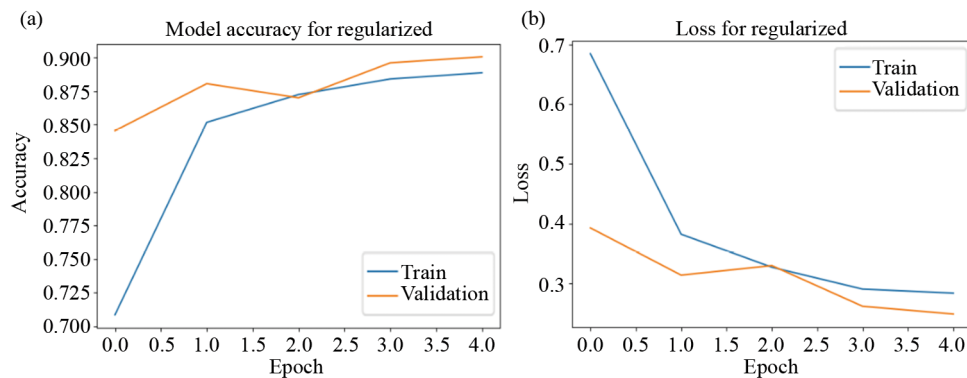 (a)
Model accuracy for regularized
Accuracy
0.900
0.875
0.850
0.825
0.800
0.775
0.750
0.725
0.700
Train
Validation
0.0 0.5 1.0 1.5 2.0 2.5 3.0 3.5 4.0
Epoch
(b)
Loss for regularized
Loss
0.7
0.6
0.5
0.4
0.3
Train
Validation
0.0 0.5 1.0 1.5 2.0 2.5 3.0 3.5 4.0
Epoch